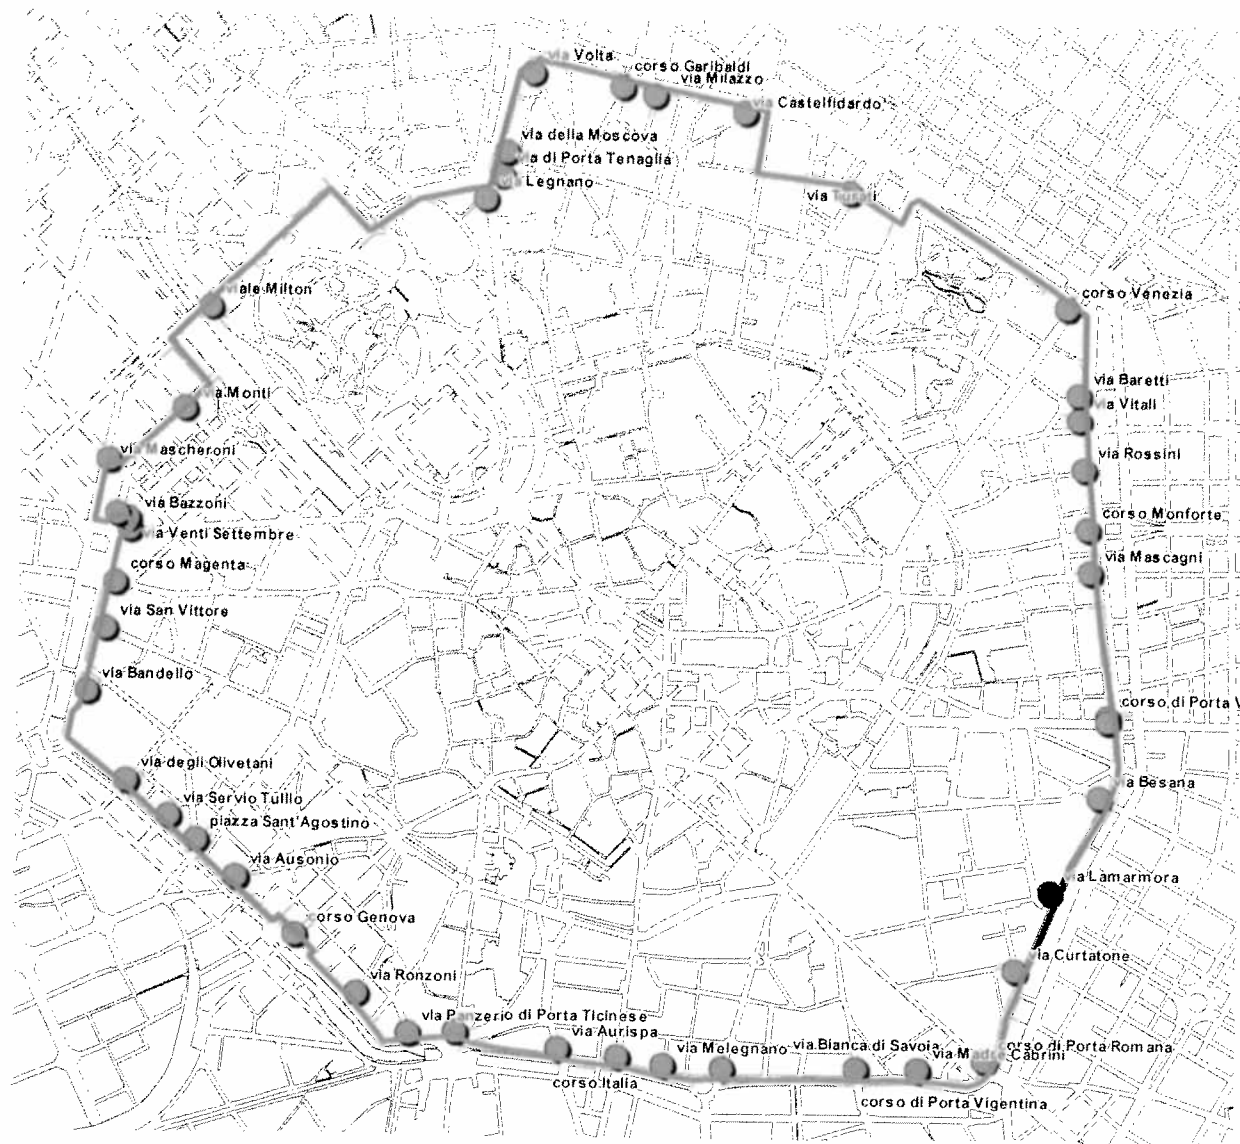 via Volta
corso Garibaldi
via Milazzo
via Castelfidardo
via della Moscova
via di Porta Tenaglia
via Legnano
via Turati
viale Milton
corso Venezia
via Monti
via Baretti
via Vitali
via Mascheroni
via Rossini
via Bazzoni
corso Monforte
via Venti Settembre
corso Magenta
via Mascagni
via San Vittore
via Bandello
corso di Porta V
via degli Olivetani
via Besana
via Servio Tullio
piazza Sant'Agostino
via Ausonio
via Lamarmora
corso Genova
via Curtatone
via Ronzoni
via Panzerio di Porta Ticinese
via Aurispa
via Melegnano
via Bianca di Savoia
corso di Porta Romana
via Madre Cabrini
corso Italia
corso di Porta Vigentina